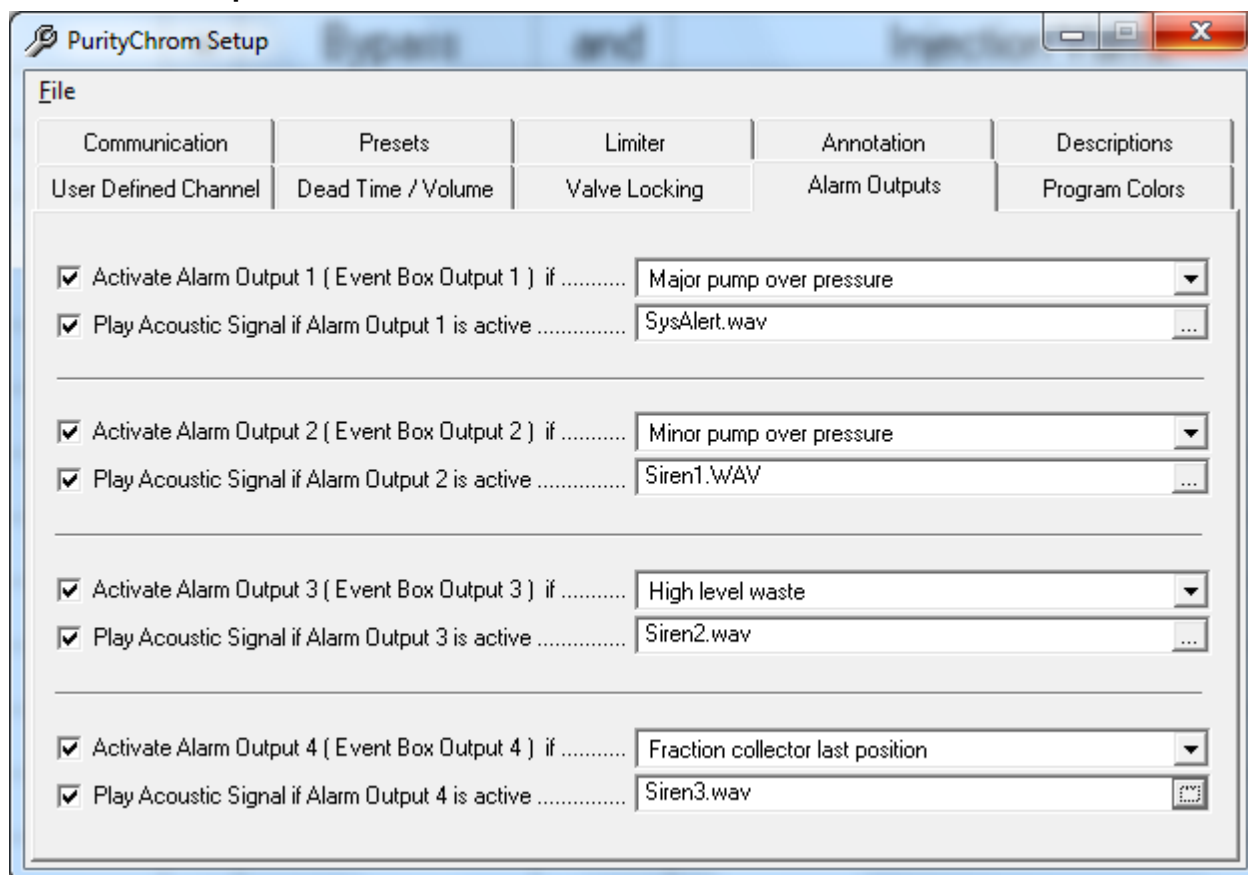 PurityChrom Setup
Bypass and Injection
File
Communication Presets Limiter Annotation Descriptions
User Defined Channel Dead Time / Volume Valve Locking Alarm Outputs Program Colors
Activate Alarm Output 1 ( Event Box Output 1 ) if ........... Major pump over pressure
Play Acoustic Signal if Alarm Output 1 is active ............... SysAlert.wav ...
Activate Alarm Output 2 ( Event Box Output 2 ) if ........... Minor pump over pressure
Play Acoustic Signal if Alarm Output 2 is active ............... Siren1.WAV ...
Activate Alarm Output 3 ( Event Box Output 3 ) if ........... High level waste
Play Acoustic Signal if Alarm Output 3 is active ............... Siren2.wav ...
Activate Alarm Output 4 ( Event Box Output 4 ) if ........... Fraction collector last position
Play Acoustic Signal if Alarm Output 4 is active ............... Siren3.wav ...